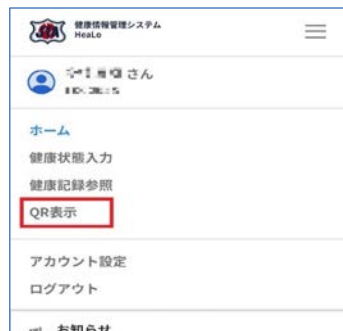 健康情報管理システム
HeaLo
さん
ホーム
健康状態入力
健康記録参照
QR表示
アカウント設定
ログアウト
お知らせ